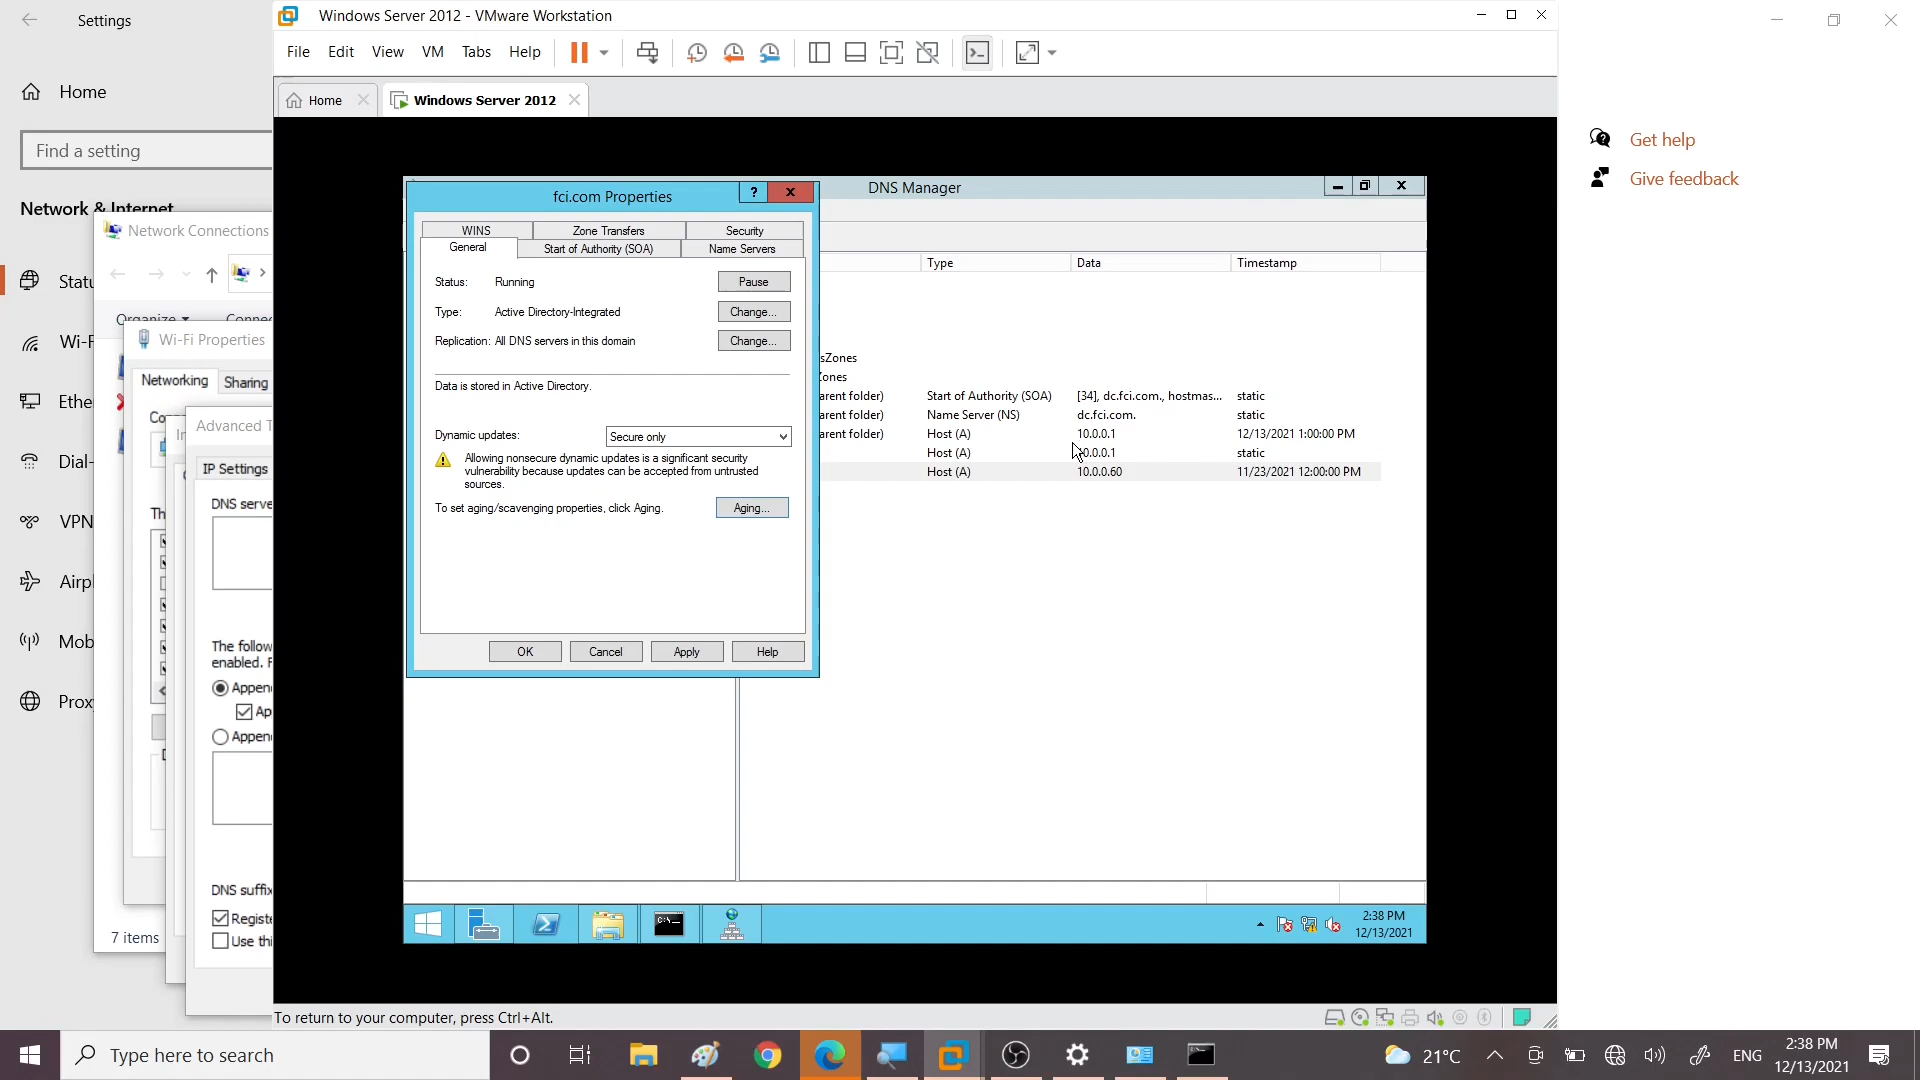 Settings
Home
Find a setting
Network & Internet
Wi-F
VPN
7 items
Network Connections
Organize
Wi-Fi Properties
Networking
Sharing
Advanced T
IP Settings
DNS serve
The follow
enabled. F
Appen
Ap
Appen
DNS suffix
Registe
Use thi
Windows Server 2012 - VMware Workstation
File Edit View VM Tabs Help
Home
Windows Server 2012
DNS Manager
fci.com Properties
?
X
WINS
Zone Transfers
Security
General
Start of Authority (SOA)
Name Servers
Status: Running
Pause
Type: Active Directory-Integrated
Change...
Replication: All DNS servers in this domain
Change...
Data is stored in Active Directory.
Dynamic updates:
Secure only
Allowing nonsecure dynamic updates is a significant security
vulnerability because updates can be accepted from untrusted
sources.
To set aging/scavenging properties, click Aging.
Aging...
OK
Cancel
Apply
Help
Type Data Timestamp
sZones
Zones
arent folder) Start of Authority (SOA) [34], dc.fci.com., hostmas... static
arent folder) Name Server (NS) dc.fci.com. static
arent folder) Host (A) 10.0.0.1 12/13/2021 1:00:00 PM
Host (A) 10.0.0.1 static
Host (A) 10.0.0.60 11/23/2021 12:00:00 PM
2:38 PM
12/13/2021
To return to your computer, press Ctrl+Alt.
Get help
Give feedback
Type here to search
21°C
ENG
2:38 PM
12/13/2021